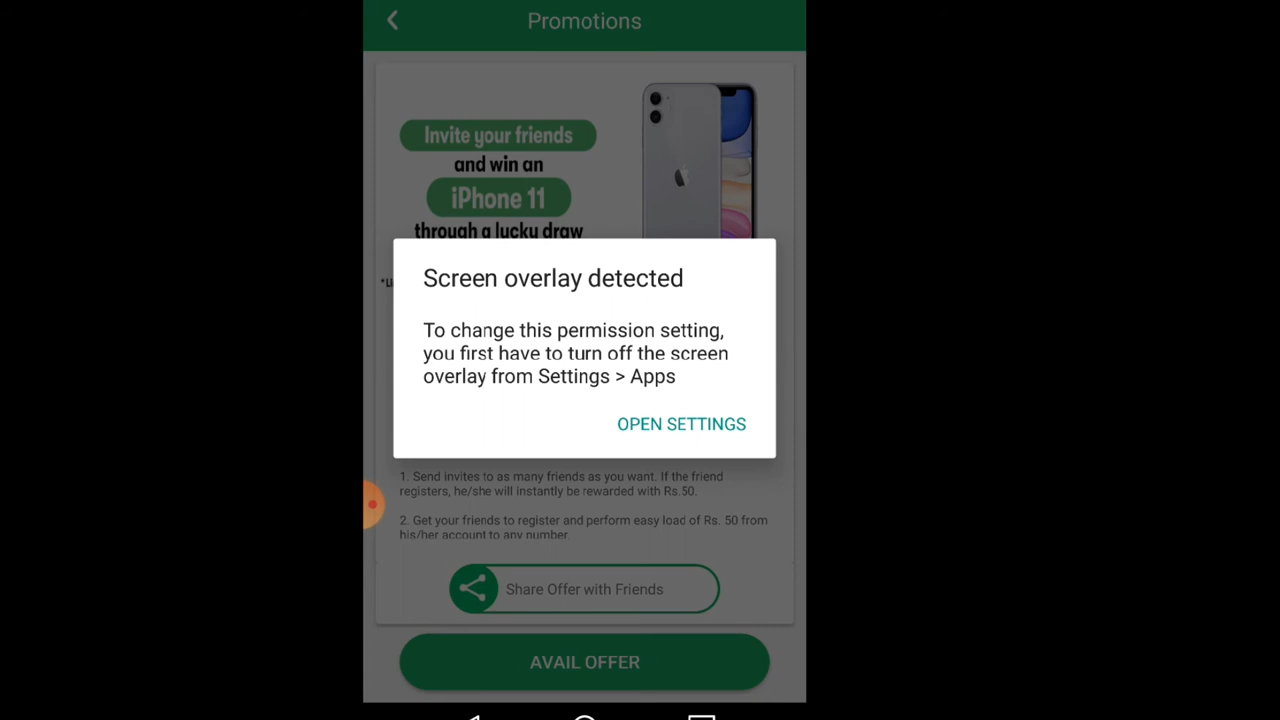 Promotions
Invite your friends
and win an
iPhone 11
through a lucky draw
Screen overlay detected
To change this permission setting,
you first have to turn off the screen
overlay from Settings > Apps
OPEN SETTINGS
1. Send invites to as many friends as you want. If the friend
registers, he/she will instantly be rewarded with Rs.50.
2. Get your friends to register and perform easy load of Rs. 50 from
his/her account to any number.
Share Offer with Friends
AVAIL OFFER